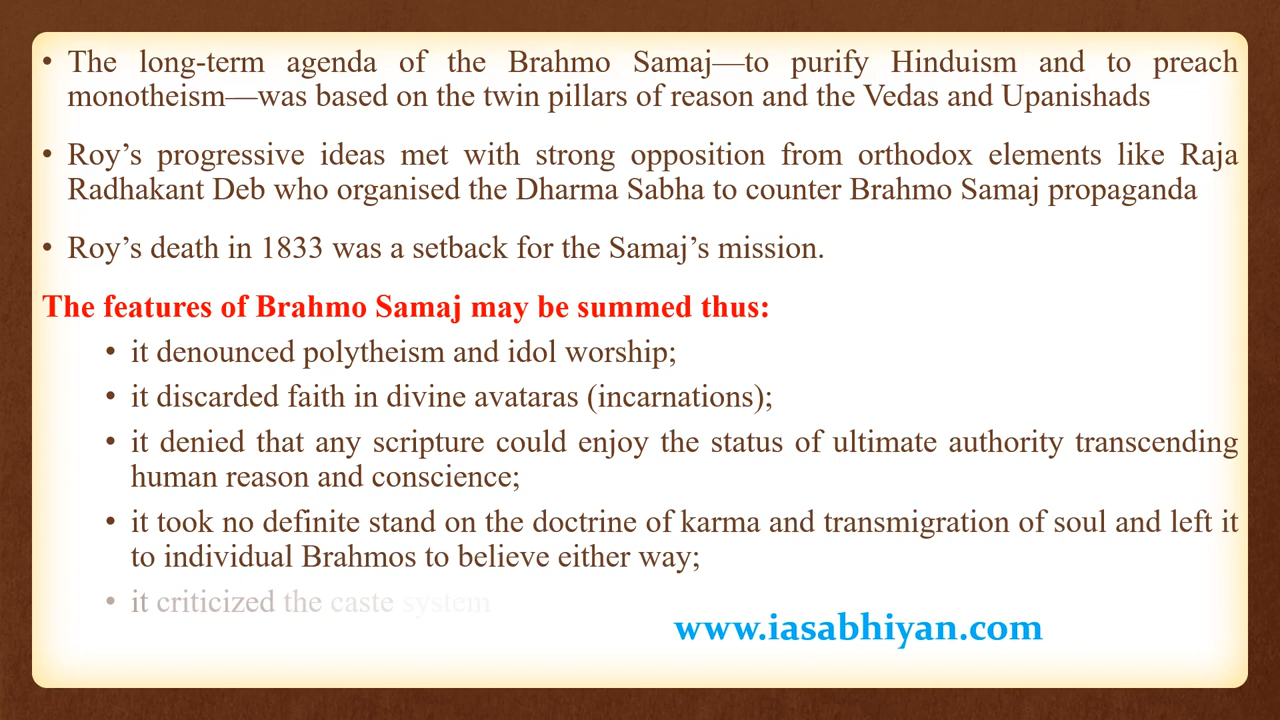 • The long-term agenda of the Brahmo Samaj—to purify Hinduism and to preach
monotheism—was based on the twin pillars of reason and the Vedas and Upanishads
• Roy’s progressive ideas met with strong opposition from orthodox elements like Raja
Radhakant Deb who organised the Dharma Sabha to counter Brahmo Samaj propaganda
• Roy’s death in 1833 was a setback for the Samaj’s mission.
The features of Brahmo Samaj may be summed thus:
• it denounced polytheism and idol worship;
• it discarded faith in divine avataras (incarnations);
• it denied that any scripture could enjoy the status of ultimate authority transcending
human reason and conscience;
• it took no definite stand on the doctrine of karma and transmigration of soul and left it
to individual Brahmos to believe either way;
• it criticized the caste system
www.iasabhiyan.com